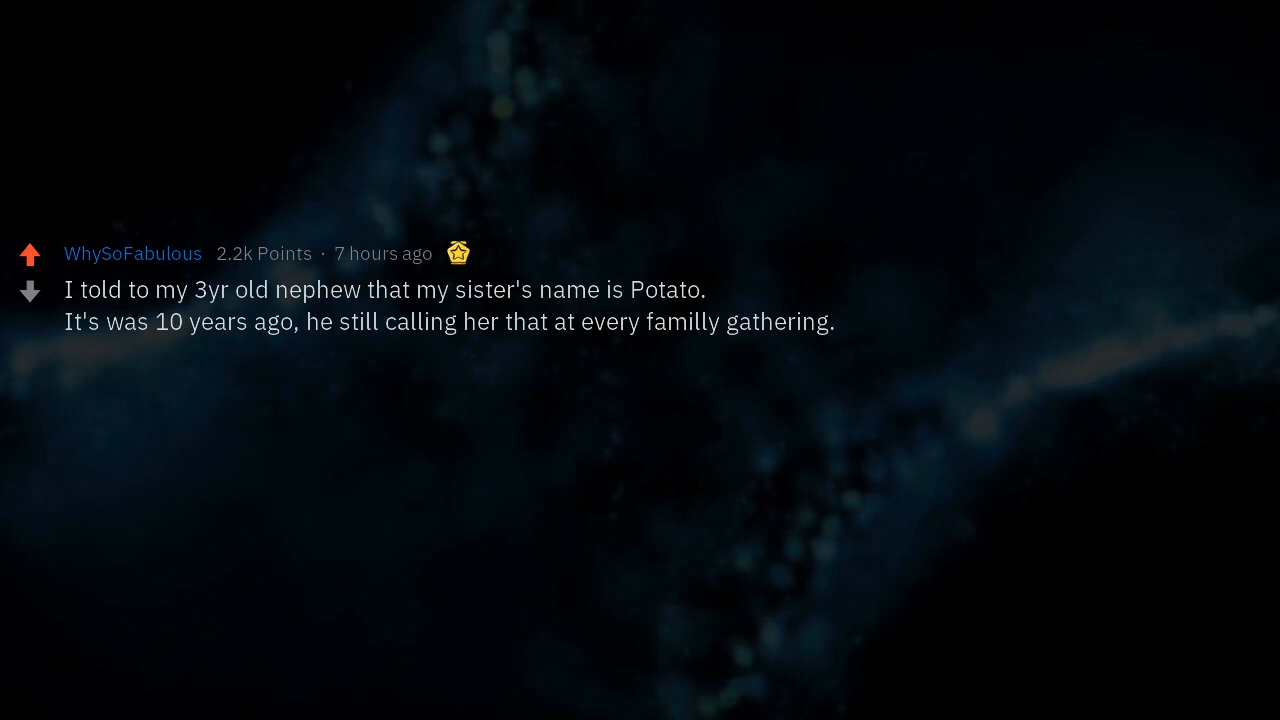 WhySoFabulous 2.2k Points · 7 hours ago
I told to my 3yr old nephew that my sister's name is Potato.
It's was 10 years ago, he still calling her that at every familly gathering.